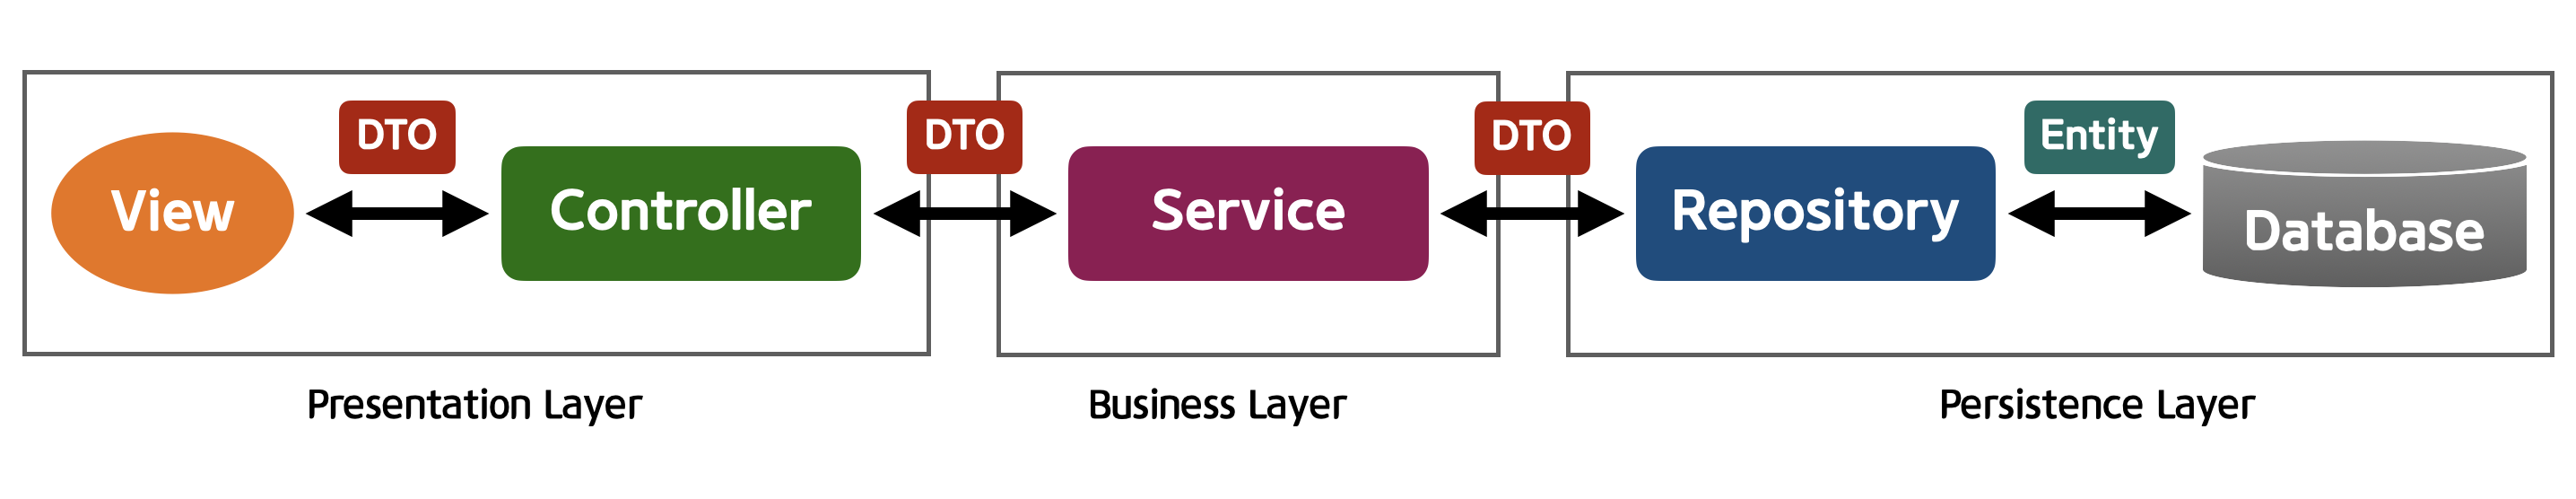 DTO
DTO
DTO
Entity
View
Controller
Service
Repository
Database
Presentation Layer
Business Layer
Persistence Layer